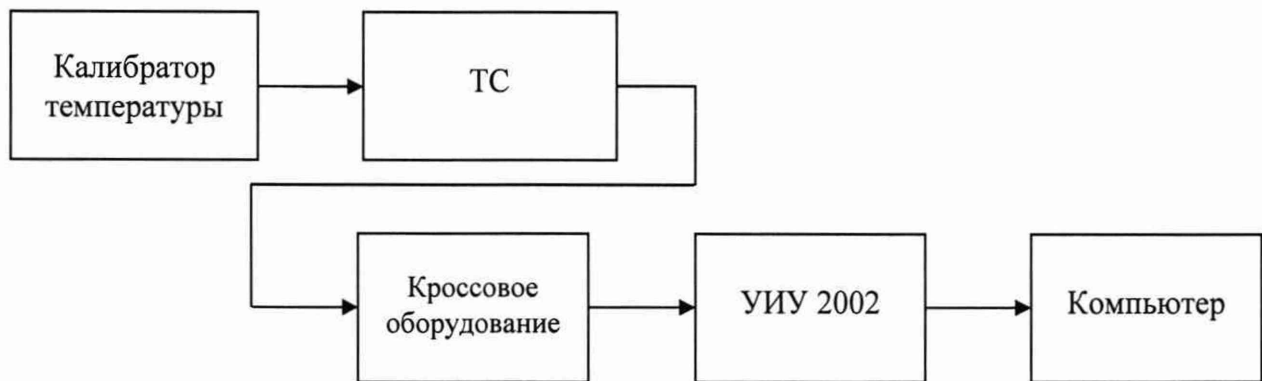 Калибратор
температуры
ТС
Кроссовое
оборудование
УИУ 2002
Компьютер